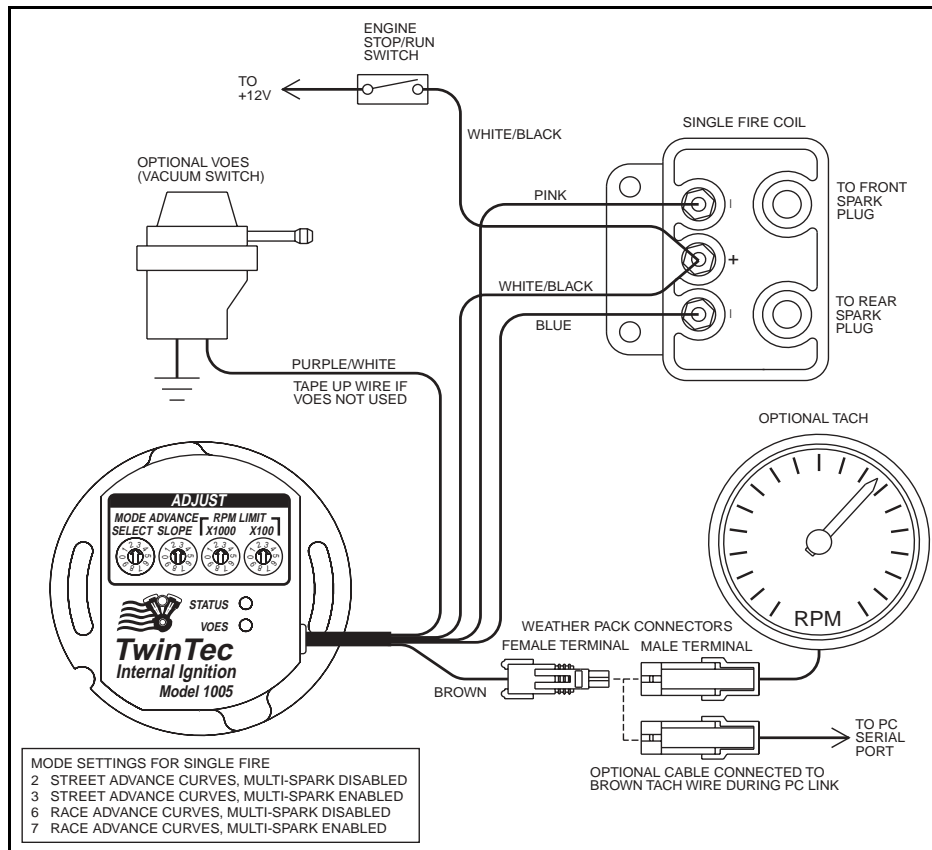 ENGINE
STOP/RUN
SWITCH
TO
+12V
WHITE/BLACK
SINGLE FIRE COIL
OPTIONAL VOES
(VACUUM SWITCH)
PINK
TO FRONT
SPARK
PLUG
+
WHITE/BLACK
BLUE
TO REAR
SPARK
PLUG
PURPLE/WHITE
TAPE UP WIRE IF
VOES NOT USED
OPTIONAL TACH
RPM
ADJUST
MODE ADVANCE RPM LIMIT
SELECT SLOPE X1000 X100
STATUS
VOES
TwinTec
Internal Ignition
Model 1005
WEATHER PACK CONNECTORS
FEMALE TERMINAL MALE TERMINAL
BROWN
TO PC
SERIAL
PORT
OPTIONAL CABLE CONNECTED TO
BROWN TACH WIRE DURING PC LINK
MODE SETTINGS FOR SINGLE FIRE
2 STREET ADVANCE CURVES, MULTI-SPARK DISABLED
3 STREET ADVANCE CURVES, MULTI-SPARK ENABLED
6 RACE ADVANCE CURVES, MULTI-SPARK DISABLED
7 RACE ADVANCE CURVES, MULTI-SPARK ENABLED